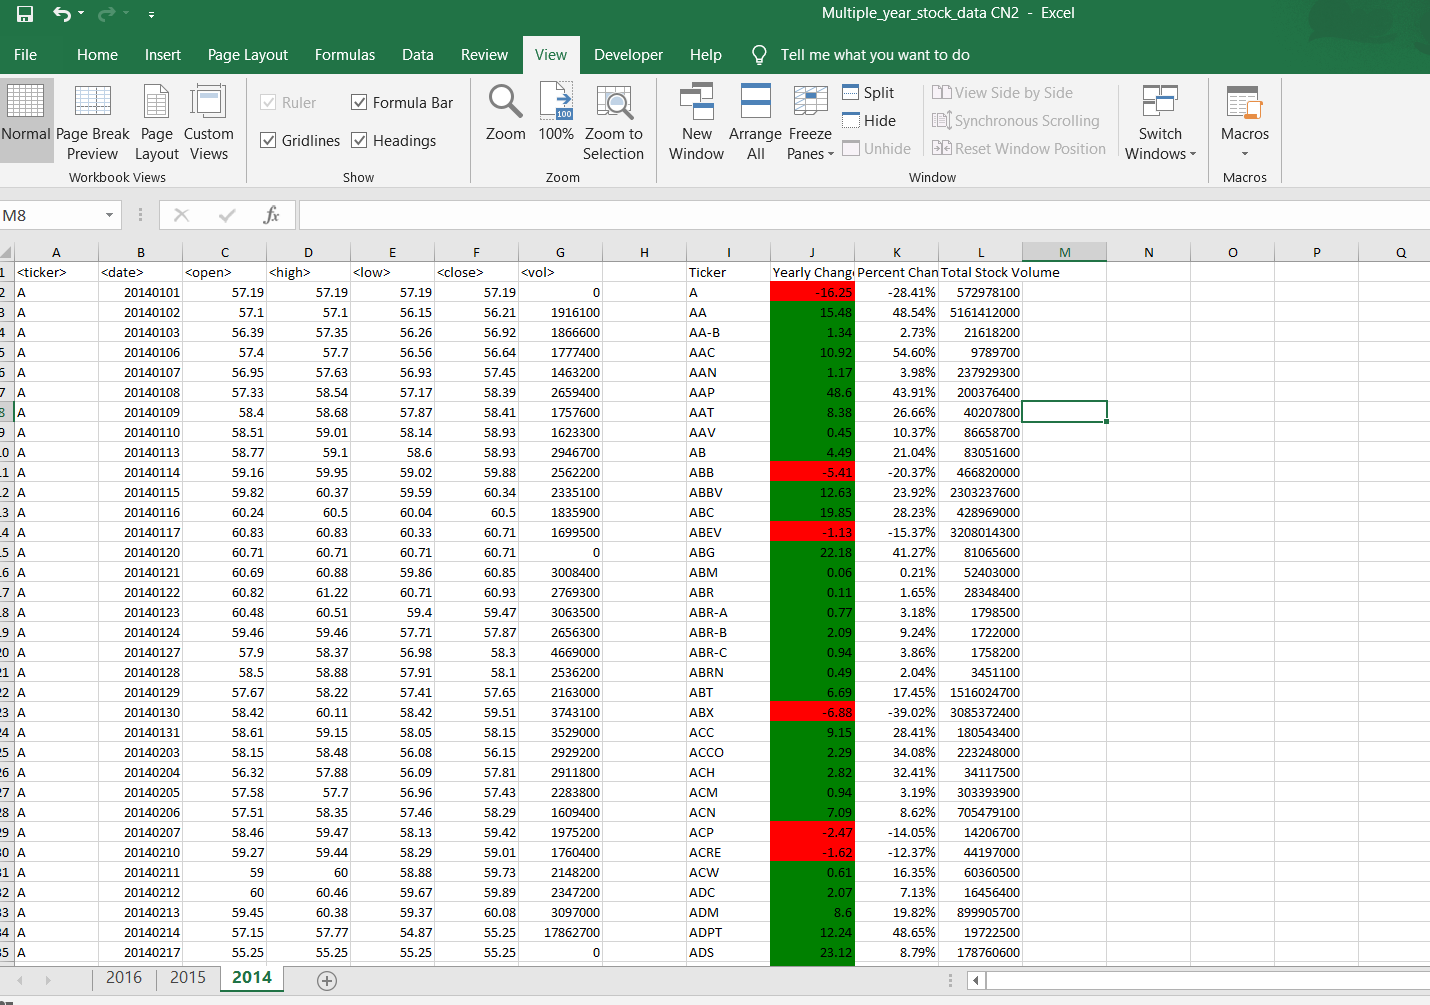 Multiple_year_stock_data CN2 - Excel
File Home Insert Page Layout Formulas Data Review View Developer Help Tell me what you want to do
Normal Page Break Preview Page Layout Custom Views
Workbook Views
Ruler Formula Bar
Gridlines Headings
Show
Zoom 100% Zoom to Selection
100
Zoom
New Window Arrange All Freeze Panes
Split
Hide
Unhide
View Side by Side
Synchronous Scrolling
Reset Window Position
Window
Switch Windows
Macros
Macros
M8 fx
A B C D E F G H I J K L M N O P Q
1 <ticker> <date> <open> <high> <low> <close> <vol> Ticker Yearly Change Percent Chan Total Stock Volume
2 A 20140101 57.19 57.19 57.19 57.19 0 A -16.25 -28.41% 572978100
3 A 20140102 57.1 57.1 56.15 56.21 1916100 AA 15.48 48.54% 5161412000
4 A 20140103 56.39 57.35 56.26 56.92 1866600 AA-B 1.34 2.73% 21618200
5 A 20140106 57.4 57.7 56.56 56.64 1777400 AAC 10.92 54.60% 9789700
6 A 20140107 56.95 57.63 56.93 57.45 1463200 AAN 1.17 3.98% 237929300
7 A 20140108 57.33 58.54 57.17 58.39 2659400 AAP 48.6 43.91% 200376400
8 A 20140109 58.4 58.68 57.87 58.41 1757600 AAT 8.38 26.66% 40207800
9 A 20140110 58.51 59.01 58.14 58.93 1623300 AAV 0.45 10.37% 86658700
0 A 20140113 58.77 59.1 58.6 58.93 2946700 AB 4.49 21.04% 83051600
1 A 20140114 59.16 59.95 59.02 59.88 2562200 ABB -5.41 -20.37% 466820000
2 A 20140115 59.82 60.37 59.59 60.34 2335100 ABBV 12.63 23.92% 2303237600
3 A 20140116 60.24 60.5 60.04 60.5 1835900 ABC 19.85 28.23% 428969000
4 A 20140117 60.83 60.83 60.33 60.71 1699500 ABEV -1.13 -15.37% 3208014300
5 A 20140120 60.71 60.71 60.71 60.71 0 ABG 22.18 41.27% 81065600
6 A 20140121 60.69 60.88 59.86 60.85 3008400 ABM 0.06 0.21% 52403000
7 A 20140122 60.82 61.22 60.71 60.93 2769300 ABR 0.11 1.65% 28348400
8 A 20140123 60.48 60.51 59.4 59.47 3063500 ABR-A 0.77 3.18% 1798500
9 A 20140124 59.46 59.46 57.71 57.87 2656300 ABR-B 2.09 9.24% 1722000
20 A 20140127 57.9 58.37 56.98 58.3 4669000 ABR-C 0.94 3.86% 1758200
21 A 20140128 58.5 58.88 57.91 58.1 2536200 ABRN 0.49 2.04% 3451100
22 A 20140129 57.67 58.22 57.41 57.65 2163000 ABT 6.69 17.45% 1516024700
23 A 20140130 58.42 60.11 58.42 59.51 3743100 ABX -6.88 -39.02% 3085372400
24 A 20140131 58.61 59.15 58.05 58.15 3529000 ACC 9.15 28.41% 180543400
25 A 20140203 58.15 58.48 56.08 56.15 2929200 ACCO 2.29 34.08% 223248000
26 A 20140204 56.32 57.88 56.09 57.81 2911800 ACH 2.82 32.41% 34117500
27 A 20140205 57.58 57.7 56.96 57.43 2283800 ACM 0.94 3.19% 303393900
28 A 20140206 57.51 58.35 57.46 58.29 1609400 ACN 7.09 8.62% 705479100
29 A 20140207 58.46 59.47 58.13 59.42 1975200 ACP -2.47 -14.05% 14206700
30 A 20140210 59.27 59.44 58.29 59.01 1760400 ACRE -1.62 -12.37% 44197000
31 A 20140211 59 60 58.88 59.73 2148200 ACW 0.61 16.35% 60360500
32 A 20140212 60 60.46 59.67 59.89 2347200 ADC 2.07 7.13% 16456400
33 A 20140213 59.45 60.38 59.37 60.08 3097000 ADM 8.6 19.82% 899905700
34 A 20140214 57.15 57.77 54.87 55.25 17862700 ADPT 12.24 48.65% 19722500
35 A 20140217 55.25 55.25 55.25 55.25 0 ADS 23.12 8.79% 178760600
2016 2015 2014